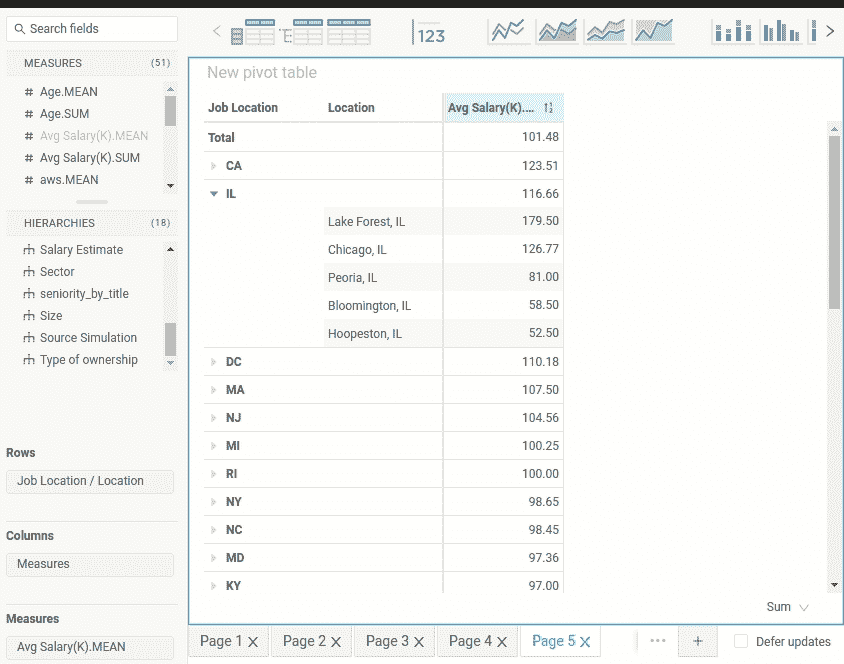 Search fields
MEASURES (51)
# Age.MEAN
# Age.SUM
# Avg Salary(K).MEAN
# Avg Salary(K).SUM
# aws.MEAN
HIERARCHIES (18)
Salary Estimate
Sector
seniority_by_title
Size
Source Simulation
Type of ownership
Rows
Job Location / Location
Columns
Measures
Measures
Avg Salary(K).MEAN
123
New pivot table
Job Location Location Avg Salary(K).... 
Total 101.48
CA 123.51
IL 116.66
Lake Forest, IL 179.50
Chicago, IL 126.77
Peoria, IL 81.00
Bloomington, IL 58.50
Hoopeston, IL 52.50
DC 110.18
MA 107.50
NJ 104.56
MI 100.25
RI 100.00
NY 98.65
NC 98.45
MD 97.36
KY 97.00
Sum
Page 1 X Page 2 X Page 3 X Page 4 X Page 5 X ... + Defer updates